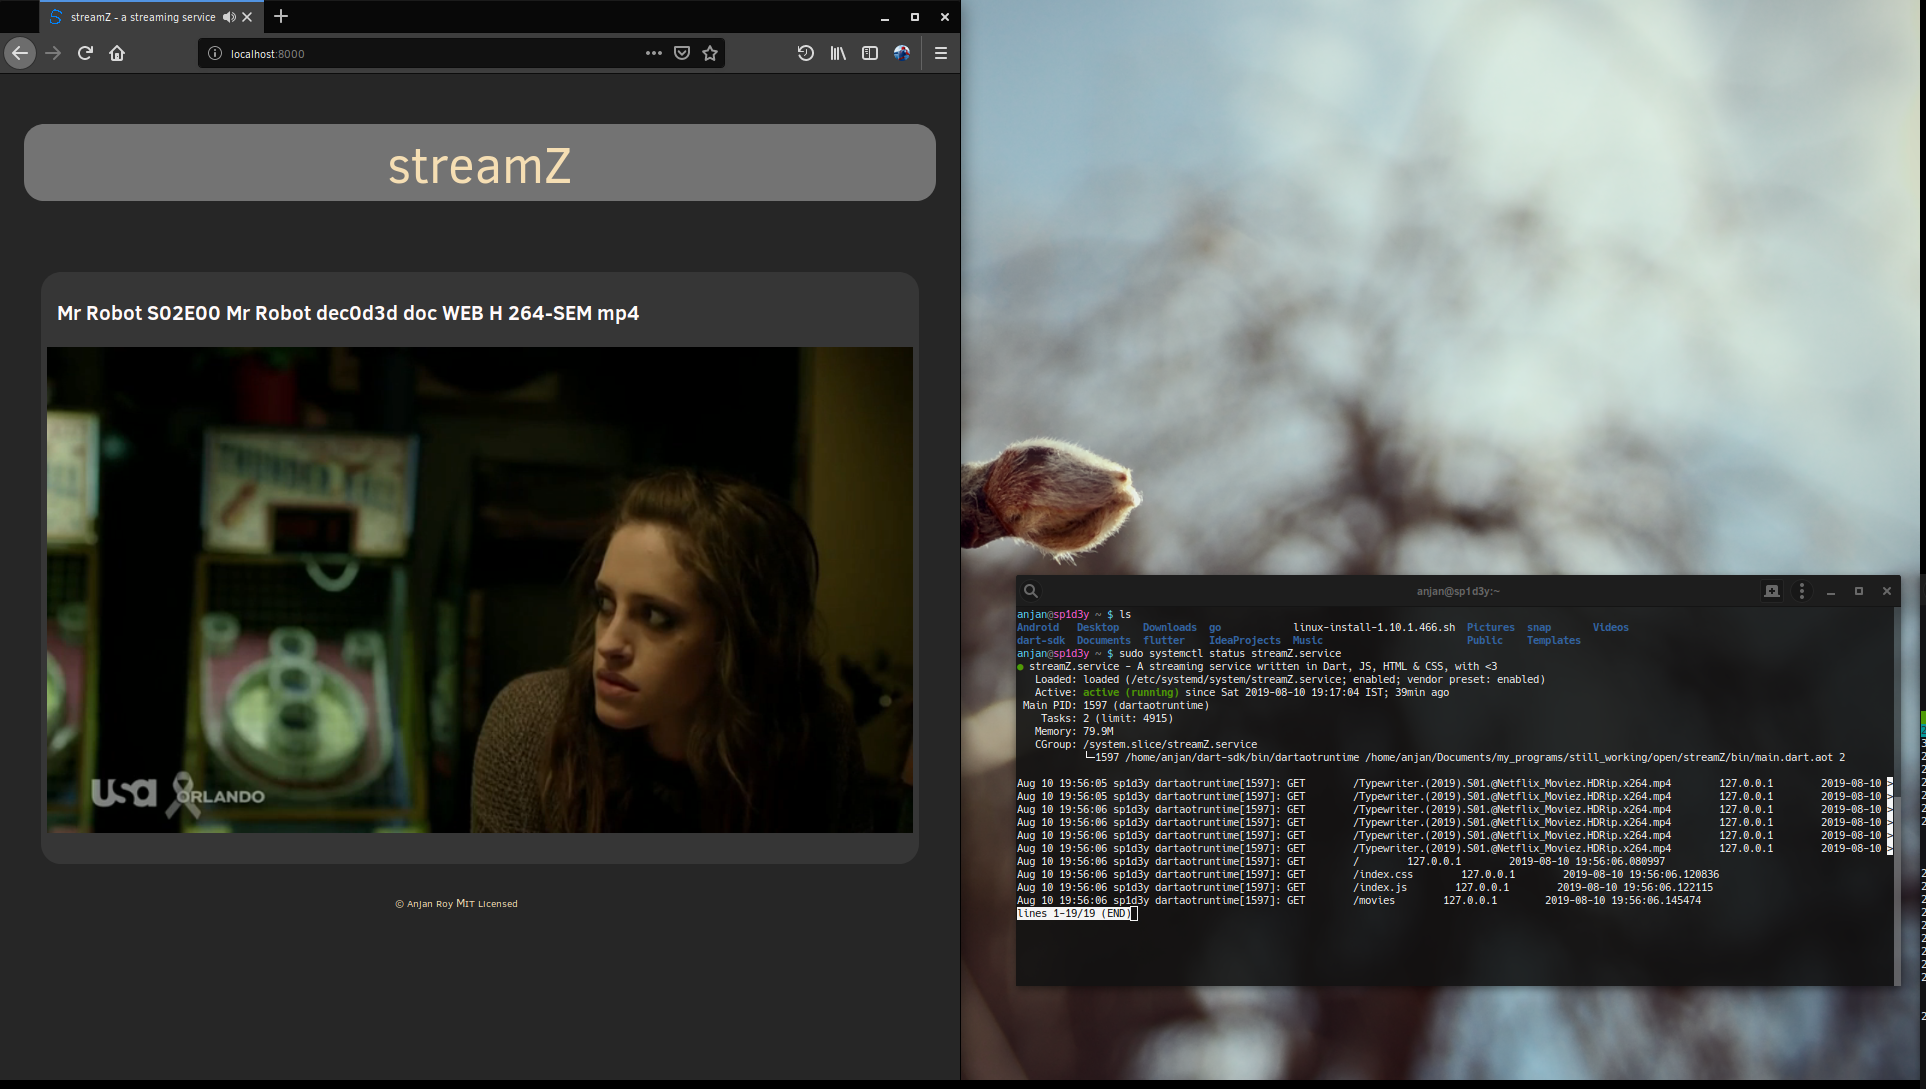 streamZ - a streaming service
localhost:8000
streamZ
Mr Robot S02E00 Mr Robot dec0d3d doc WEB H 264-SEM mp4
usa ORLANDO
© Anjan Roy MIT Licensed
anjan@sp1d3y:~
anjan@sp1d3y ~ $ ls
Android Desktop Downloads go linux-install-1.10.1.466.sh Pictures snap Videos
dart-sdk Documents flutter IdeaProjects Music Public Templates
anjan@sp1d3y ~ $ sudo systemctl status streamZ.service
● streamZ.service - A streaming service written in Dart, JS, HTML & CSS, with <3
Loaded: loaded (/etc/systemd/system/streamZ.service; enabled; vendor preset: enabled)
Active: active (running) since Sat 2019-08-10 19:17:04 IST; 39min ago
Main PID: 1597 (dartaotruntime)
Tasks: 2 (limit: 4915)
Memory: 79.9M
CGroup: /system.slice/streamZ.service
└─1597 /home/anjan/dart-sdk/bin/dartaotruntime /home/anjan/Documents/my_programs/still_working/open/streamZ/bin/main.dart.aot 2
Aug 10 19:56:05 sp1d3y dartaotruntime[1597]: GET /Typewriter.(2019).S01.@Netflix_Moviez.HDRip.x264.mp4 127.0.0.1 2019-08-10 >
Aug 10 19:56:05 sp1d3y dartaotruntime[1597]: GET /Typewriter.(2019).S01.@Netflix_Moviez.HDRip.x264.mp4 127.0.0.1 2019-08-10 >
Aug 10 19:56:06 sp1d3y dartaotruntime[1597]: GET /Typewriter.(2019).S01.@Netflix_Moviez.HDRip.x264.mp4 127.0.0.1 2019-08-10 >
Aug 10 19:56:06 sp1d3y dartaotruntime[1597]: GET /Typewriter.(2019).S01.@Netflix_Moviez.HDRip.x264.mp4 127.0.0.1 2019-08-10 >
Aug 10 19:56:06 sp1d3y dartaotruntime[1597]: GET /Typewriter.(2019).S01.@Netflix_Moviez.HDRip.x264.mp4 127.0.0.1 2019-08-10 >
Aug 10 19:56:06 sp1d3y dartaotruntime[1597]: GET /Typewriter.(2019).S01.@Netflix_Moviez.HDRip.x264.mp4 127.0.0.1 2019-08-10 >
Aug 10 19:56:06 sp1d3y dartaotruntime[1597]: GET / 127.0.0.1 2019-08-10 19:56:06.080997
Aug 10 19:56:06 sp1d3y dartaotruntime[1597]: GET /index.css 127.0.0.1 2019-08-10 19:56:06.120836
Aug 10 19:56:06 sp1d3y dartaotruntime[1597]: GET /index.js 127.0.0.1 2019-08-10 19:56:06.122115
Aug 10 19:56:06 sp1d3y dartaotruntime[1597]: GET /movies 127.0.0.1 2019-08-10 19:56:06.145474
lines 1-19/19 (END)